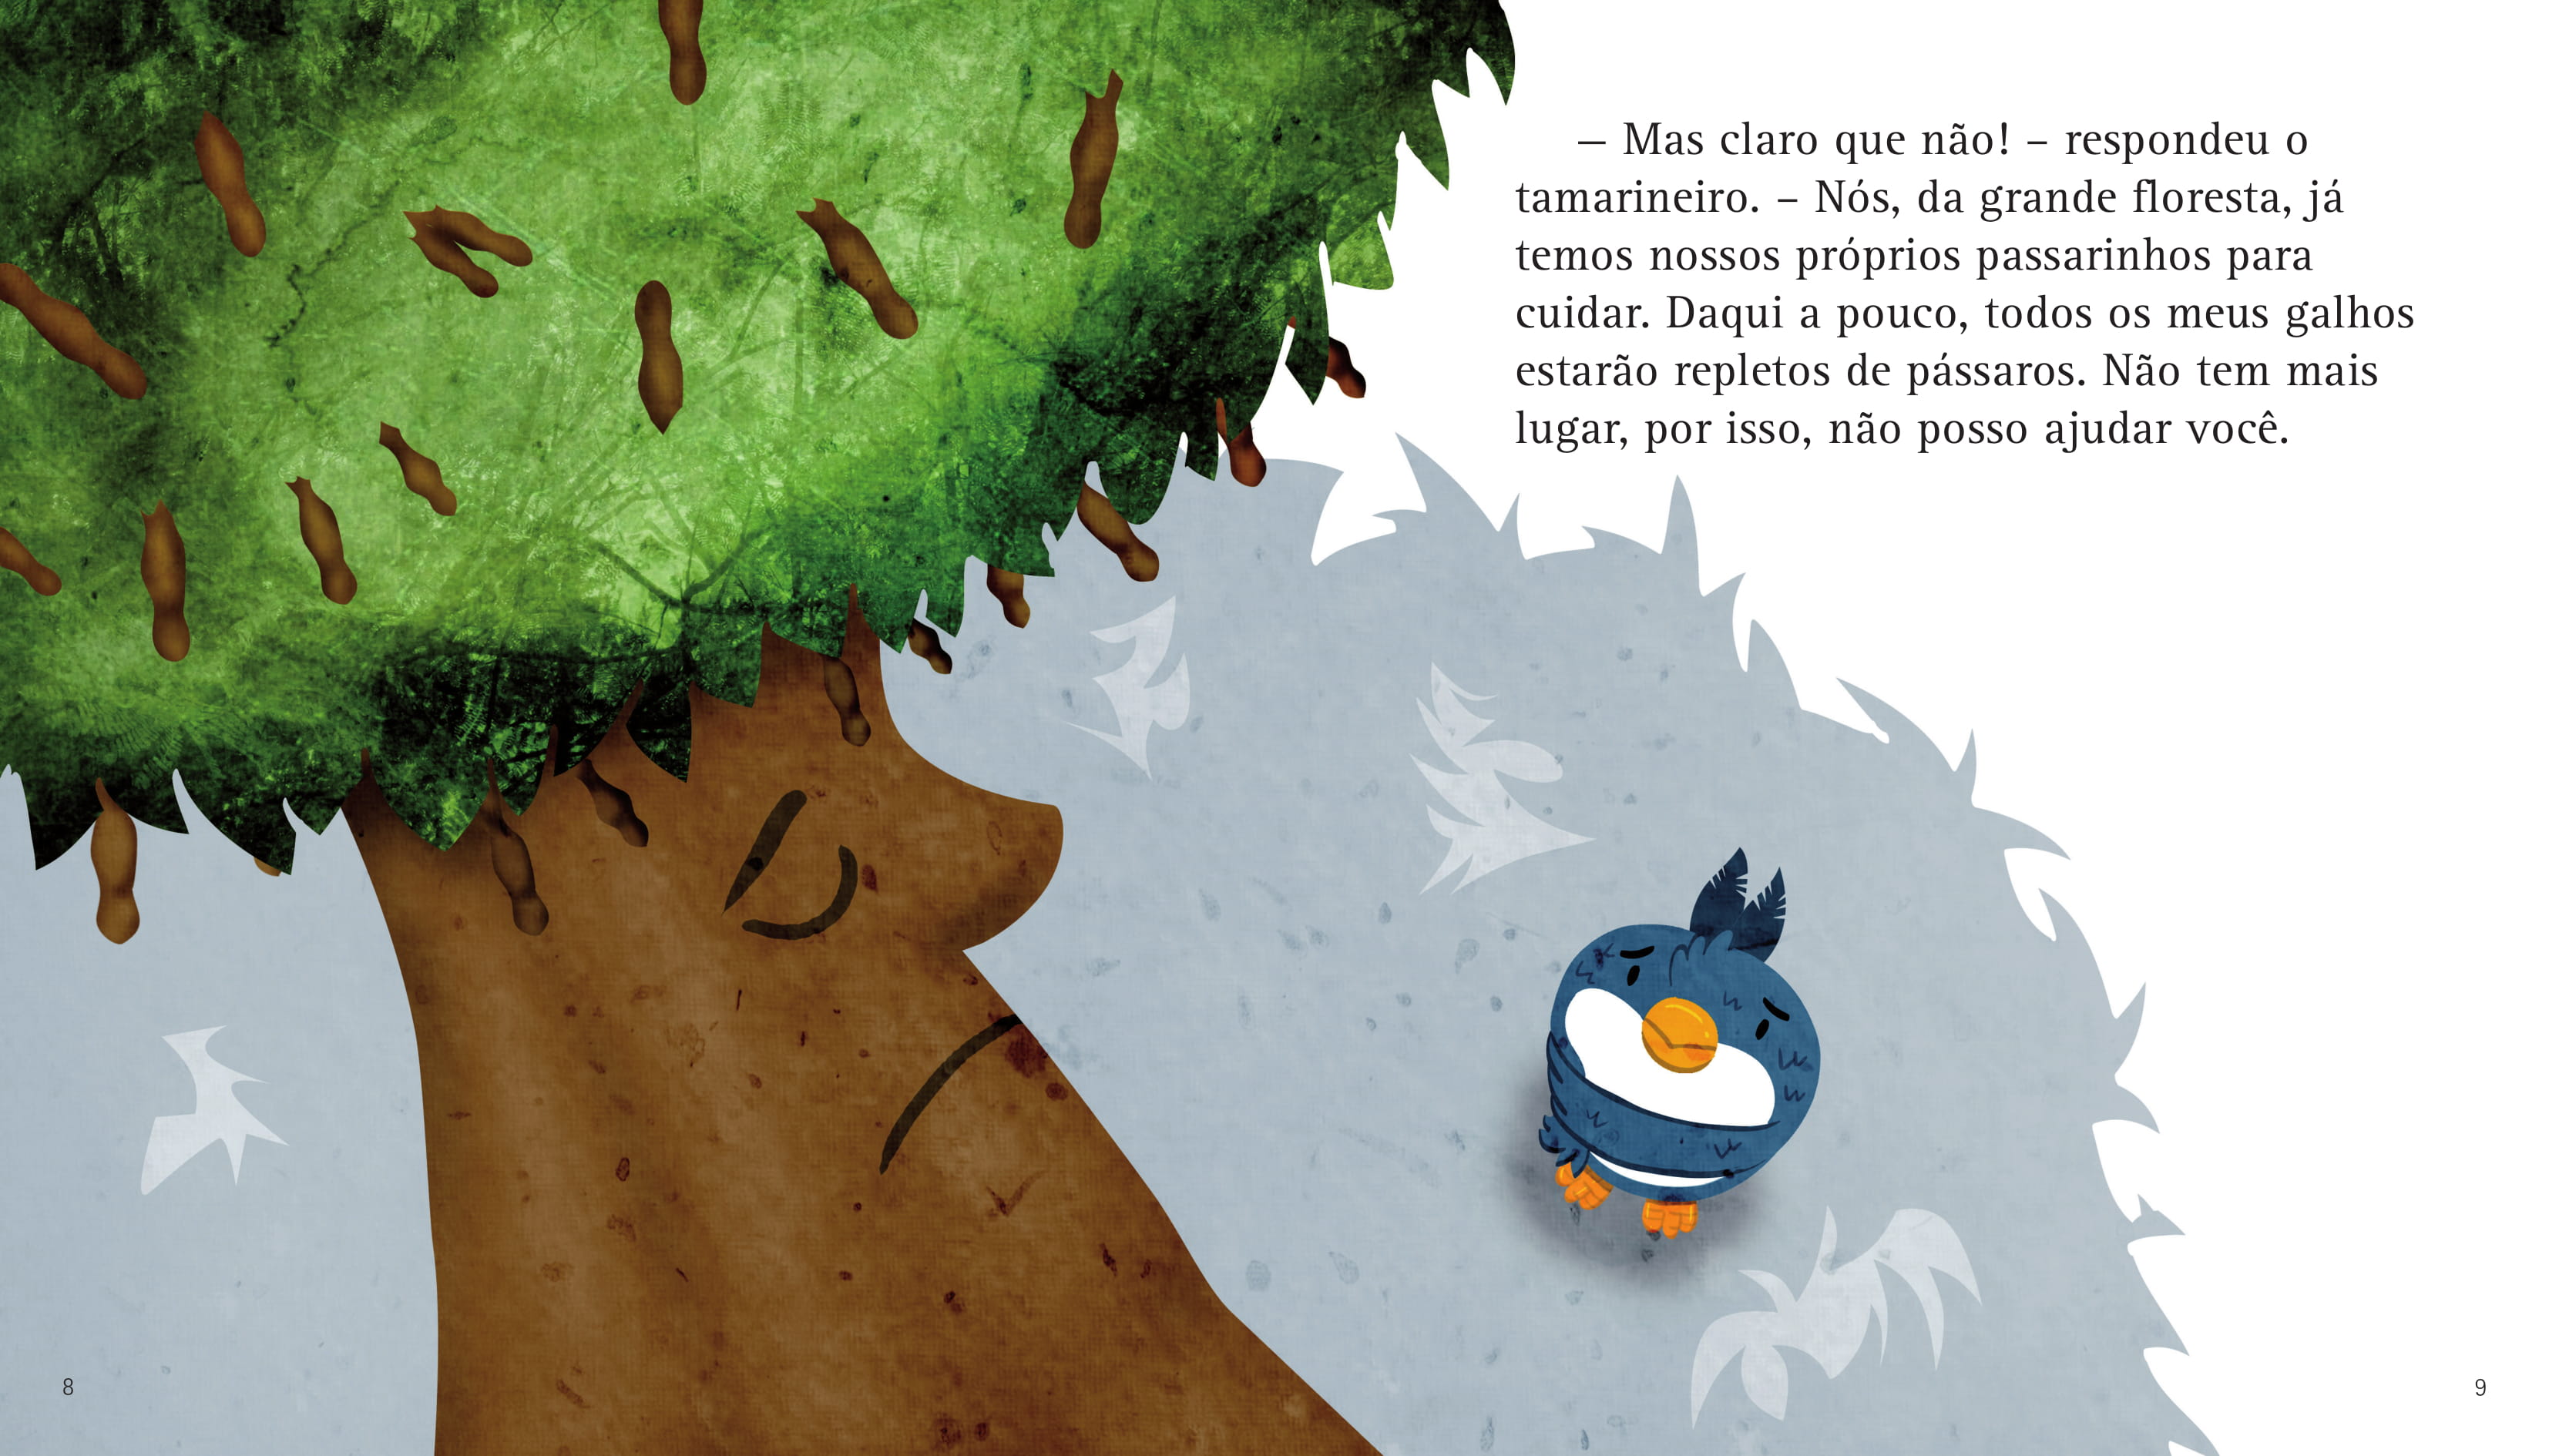 — Mas claro que não! – respondeu o
tamarineiro. – Nós, da grande floresta, já
temos nossos próprios passarinhos para
cuidar. Daqui a pouco, todos os meus galhos
estarão repletos de pássaros. Não tem mais
lugar, por isso, não posso ajudar você.
8
9